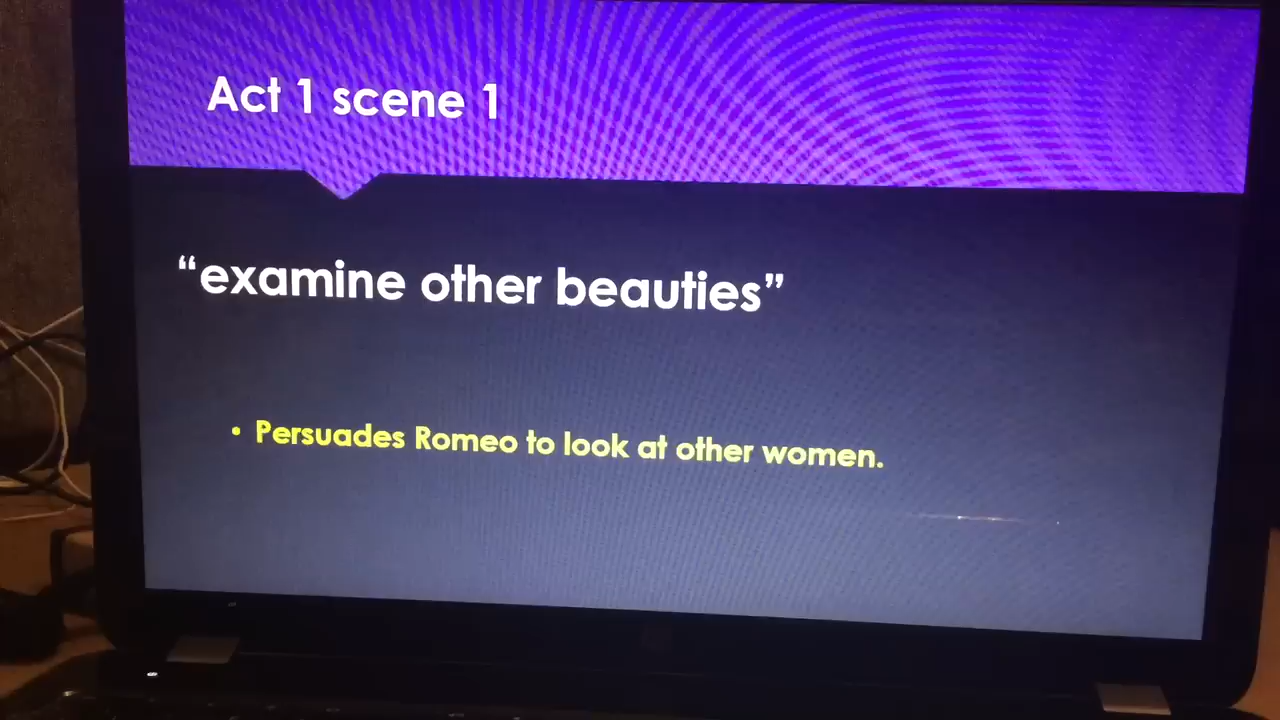 Act 1 scene 1
“examine other beauties”
• Persuades Romeo to look at other women.